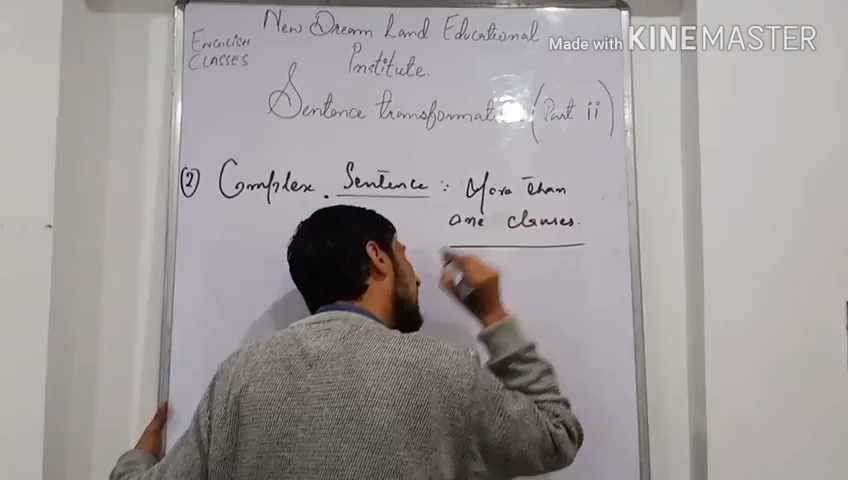 ENGLISH
CLASSES
New Dream Land Educational
Institute.
Made with KINEMASTER
Sentence transformat (Part ii)
② Complex Sentence : More than
one clauses.